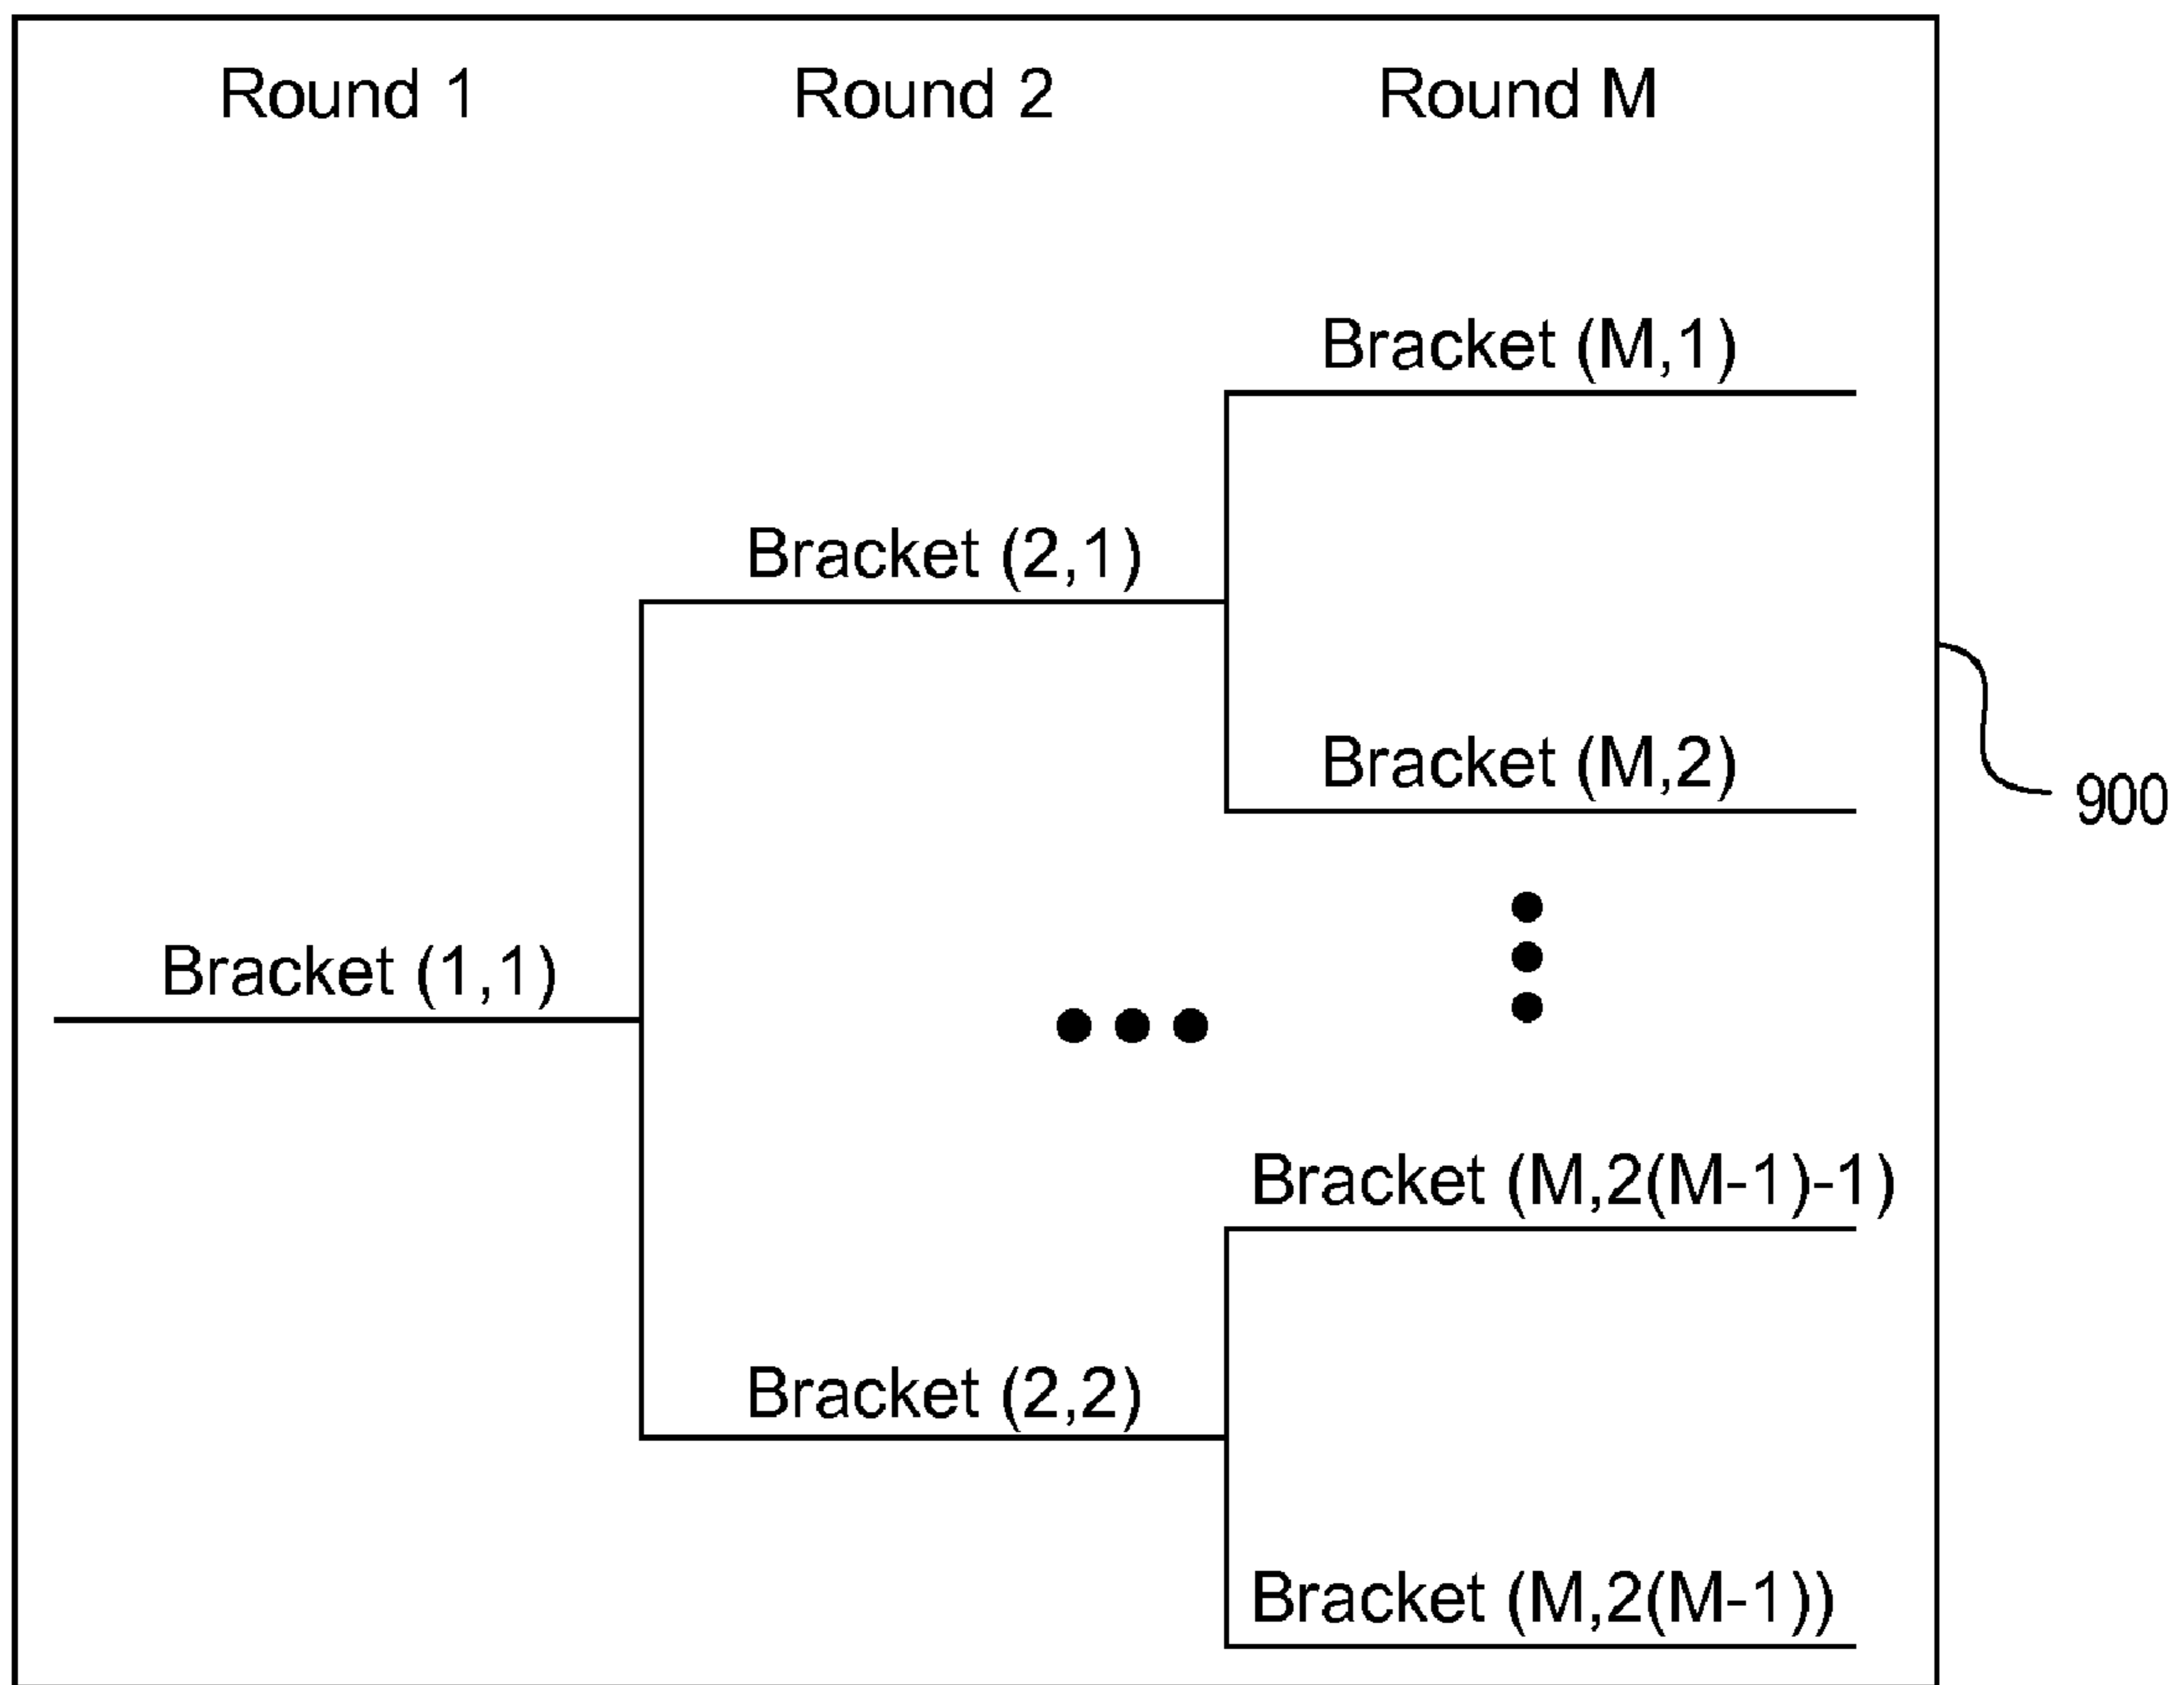 Round 1 Round 2 Round M
Bracket (M,1)
Bracket (2,1)
Bracket (M,2)
900
Bracket (1,1)
Bracket (M,2(M-1)-1)
Bracket (2,2)
Bracket (M,2(M-1))